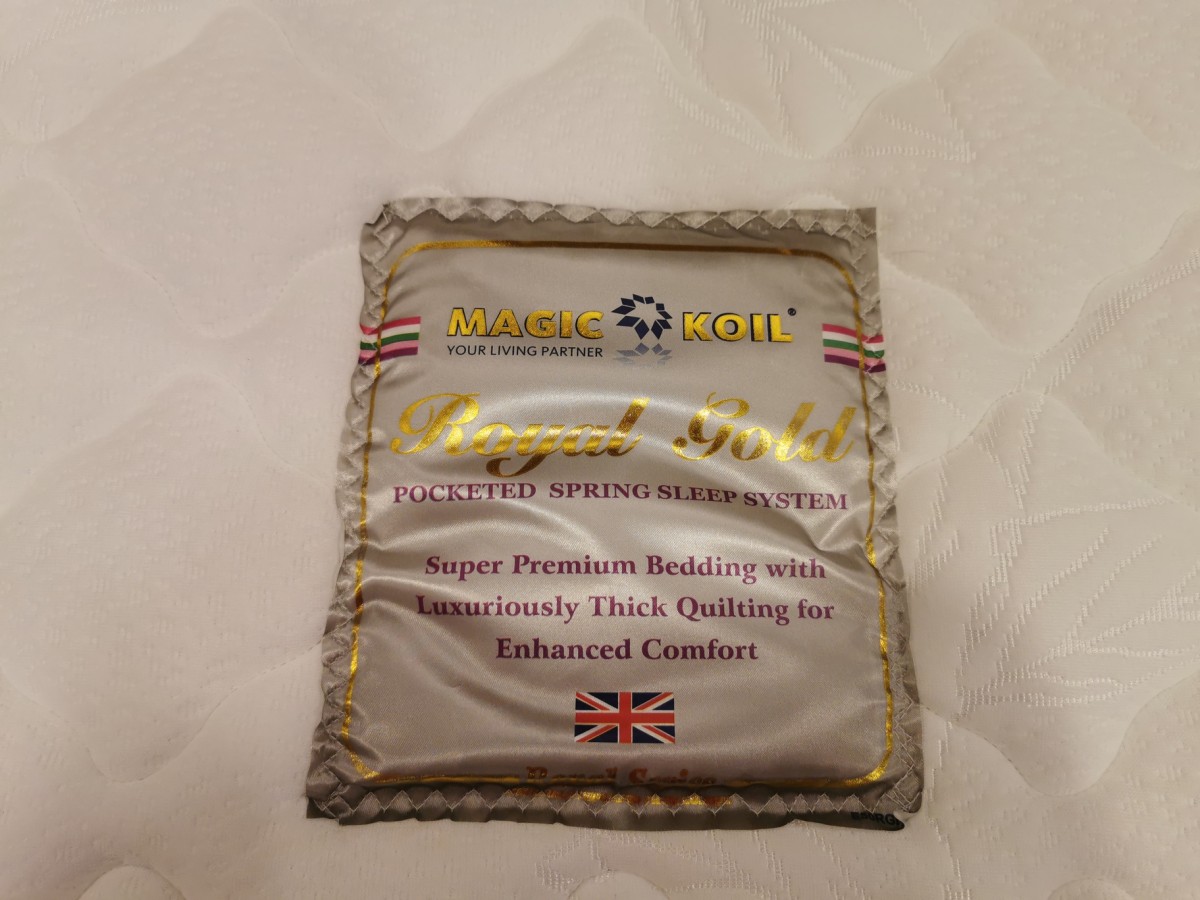 MAGIC KOIL®
YOUR LIVING PARTNER
Royal Gold
POCKETED SPRING SLEEP SYSTEM
Super Premium Bedding with
Luxuriously Thick Quilting for
Enhanced Comfort
Royal